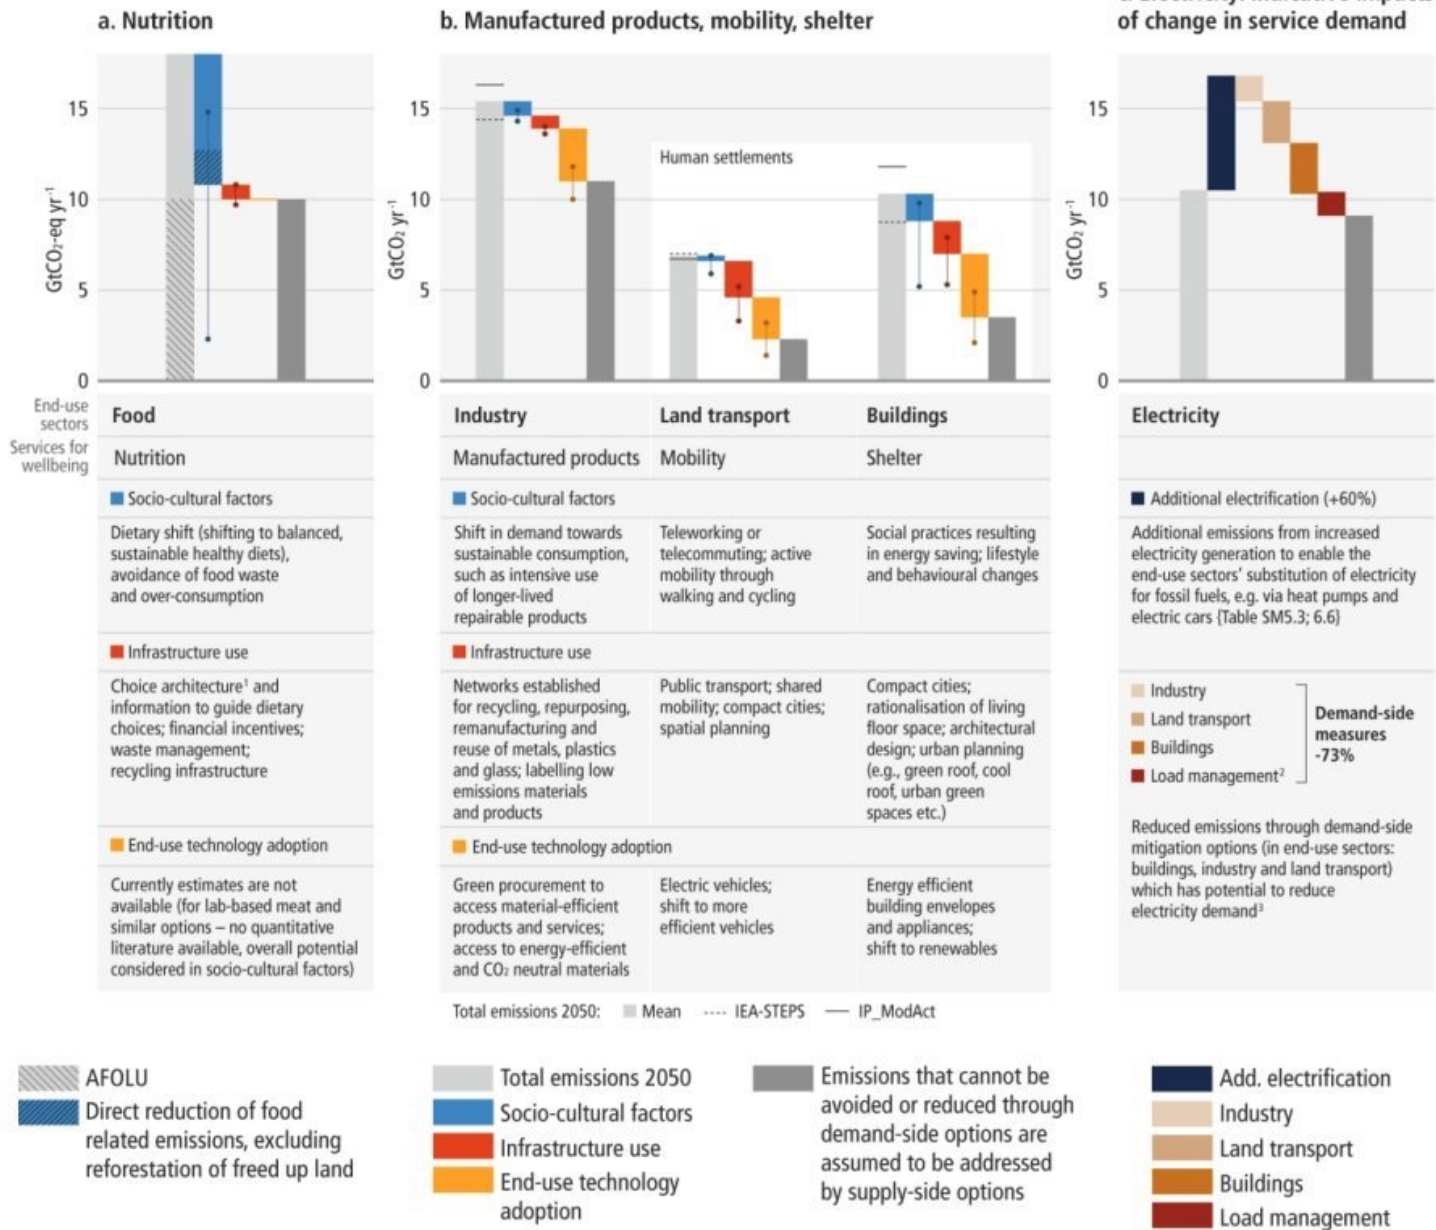 a. Nutrition
b. Manufactured products, mobility, shelter
of change in service demand
GtCO₂-eq yr⁻¹
15
10
5
0
GtCO₂ yr⁻¹
15
10
5
0
Human settlements
GtCO₂ yr⁻¹
15
10
5
0
End-use
sectors
Services for
wellbeing
Food
Nutrition
Socio-cultural factors
Dietary shift (shifting to balanced,
sustainable healthy diets),
avoidance of food waste
and over-consumption
Infrastructure use
Choice architecture¹ and
information to guide dietary
choices; financial incentives;
waste management;
recycling infrastructure
End-use technology adoption
Currently estimates are not
available (for lab-based meat and
similar options – no quantitative
literature available, overall potential
considered in socio-cultural factors)
Industry
Land transport
Buildings
Manufactured products
Mobility
Shelter
Socio-cultural factors
Shift in demand towards
sustainable consumption,
such as intensive use
of longer-lived
repairable products
Teleworking or
telecommuting; active
mobility through
walking and cycling
Social practices resulting
in energy saving; lifestyle
and behavioural changes
Infrastructure use
Networks established
for recycling, repurposing,
remanufacturing and
reuse of metals, plastics
and glass; labelling low
emissions materials
and products
Public transport; shared
mobility; compact cities;
spatial planning
Compact cities;
rationalisation of living
floor space; architectural
design; urban planning
(e.g., green roof, cool
roof, urban green
spaces etc.)
End-use technology adoption
Green procurement to
access material-efficient
products and services;
access to energy-efficient
and CO₂ neutral materials
Electric vehicles;
shift to more
efficient vehicles
Energy efficient
building envelopes
and appliances;
shift to renewables
Electricity
Additional electrification (+60%)
Additional emissions from increased
electricity generation to enable the
end-use sectors' substitution of electricity
for fossil fuels, e.g. via heat pumps and
electric cars {Table SM5.3; 6.6}
Industry
Land transport
Buildings
Load management²
Demand-side
measures
-73%
Reduced emissions through demand-side
mitigation options (in end-use sectors:
buildings, industry and land transport)
which has potential to reduce
electricity demand³
Total emissions 2050: Mean IEA-STEPS IP_ModAct
AFOLU
Direct reduction of food
related emissions, excluding
reforestation of freed up land
Total emissions 2050
Socio-cultural factors
Infrastructure use
End-use technology
adoption
Emissions that cannot be
avoided or reduced through
demand-side options are
assumed to be addressed
by supply-side options
Add. electrification
Industry
Land transport
Buildings
Load management